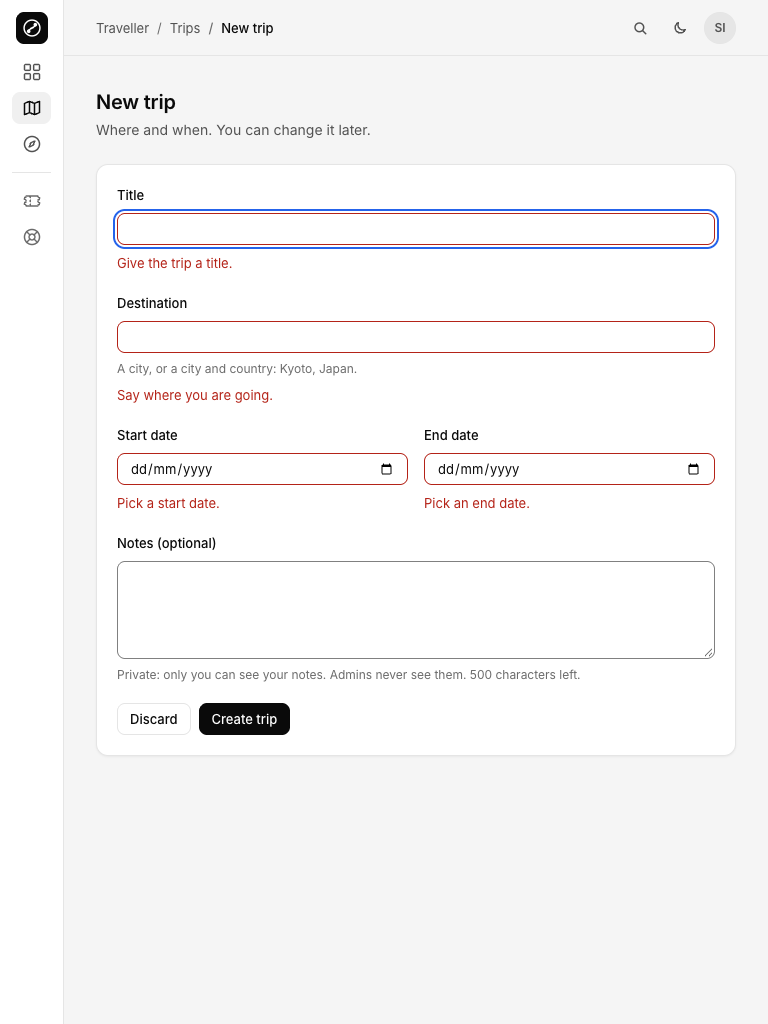 Traveller / Trips / New trip
SI
New trip
Where and when. You can change it later.
Title
Give the trip a title.
Destination
A city, or a city and country: Kyoto, Japan.
Say where you are going.
Start date
End date
dd/mm/yyyy
dd/mm/yyyy
Pick a start date.
Pick an end date.
Notes (optional)
Private: only you can see your notes. Admins never see them. 500 characters left.
Discard
Create trip